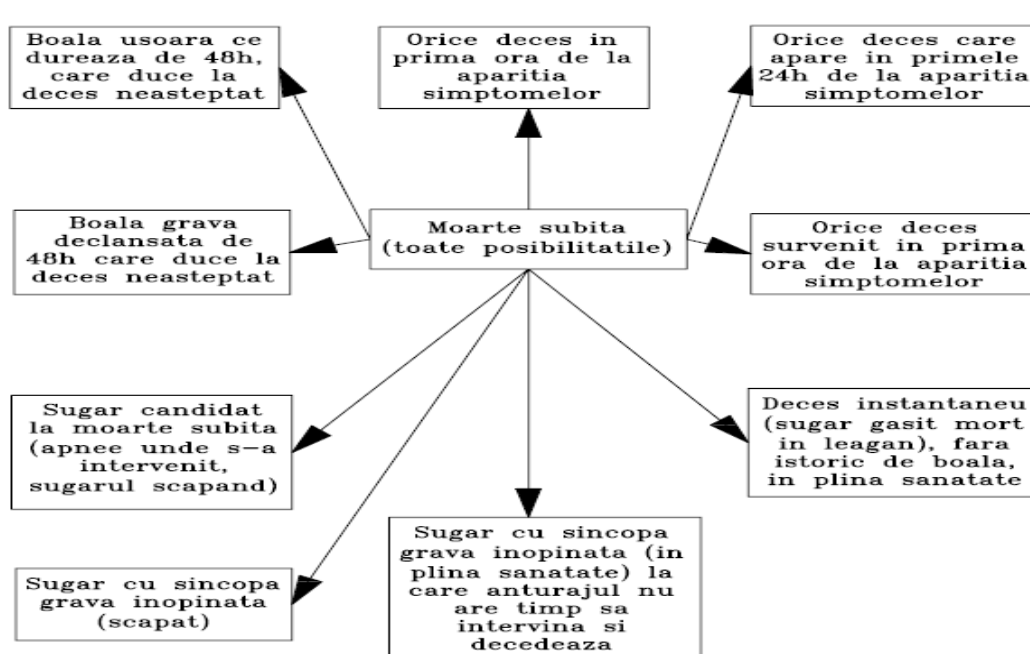 Boala usoara ce
dureaza de 48h,
care duce la
deces neasteptat
Orice deces in
prima ora de la
aparitia
simptomelor
Orice deces care
apare in primele
24h de la aparitia
simptomelor
Boala grava
declansata de
48h care duce la
deces neasteptat
Moarte subita
(toate posibilitatile)
Orice deces
survenit in prima
ora de la aparitia
simptomelor
Sugar candidat
la moarte subita
(apnee unde s-a
intervenit,
sugarul scapand)
Deces instantaneu
(sugar gasit mort
in leagan), fara
istoric de boala,
in plina sanatate
Sugar cu sincopa
grava inopinata
(scapat)
Sugar cu sincopa
grava inopinata (in
plina sanatate) la
care anturajul nu
are timp sa
intervina si
decedeaza